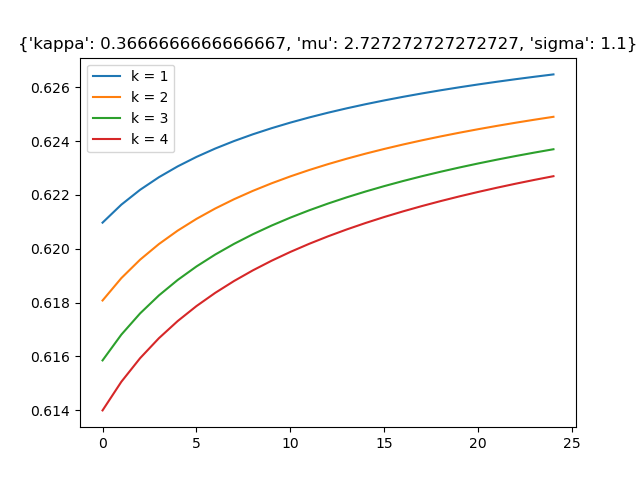 {'kappa': 0.3666666666666667, 'mu': 2.727272727272727, 'sigma': 1.1}
k = 1
k = 2
k = 3
k = 4
0.626
0.624
0.622
0.620
0.618
0.616
0.614
0 5 10 15 20 25